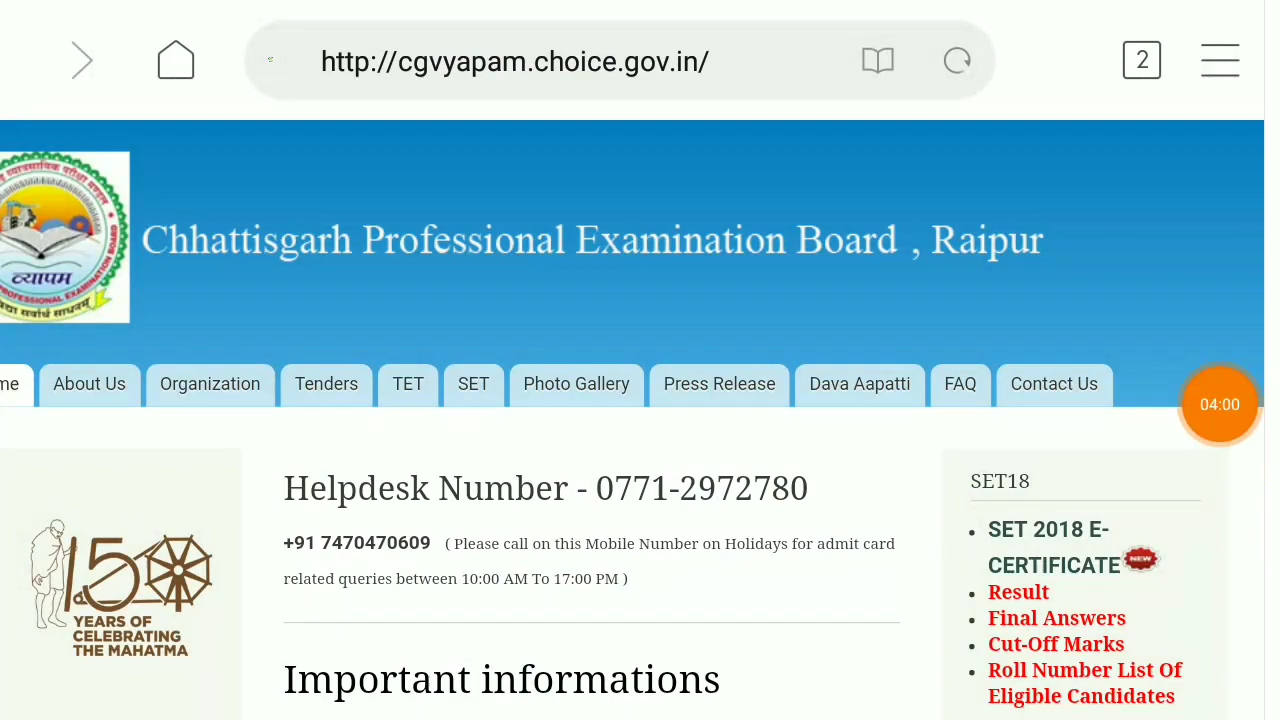 http://cgvyapam.choice.gov.in/
2
व्यापम
Chhattisgarh Professional Examination Board , Raipur
me
About Us
Organization
Tenders
TET
SET
Photo Gallery
Press Release
Dava Aapatti
FAQ
Contact Us
04:00
150
YEARS OF
CELEBRATING
THE MAHATMA
Helpdesk Number - 0771-2972780
+91 7470470609 ( Please call on this Mobile Number on Holidays for admit card
related queries between 10:00 AM To 17:00 PM )
Important informations
SET18
SET 2018 E-
CERTIFICATE NEW
Result
Final Answers
Cut-Off Marks
Roll Number List Of
Eligible Candidates